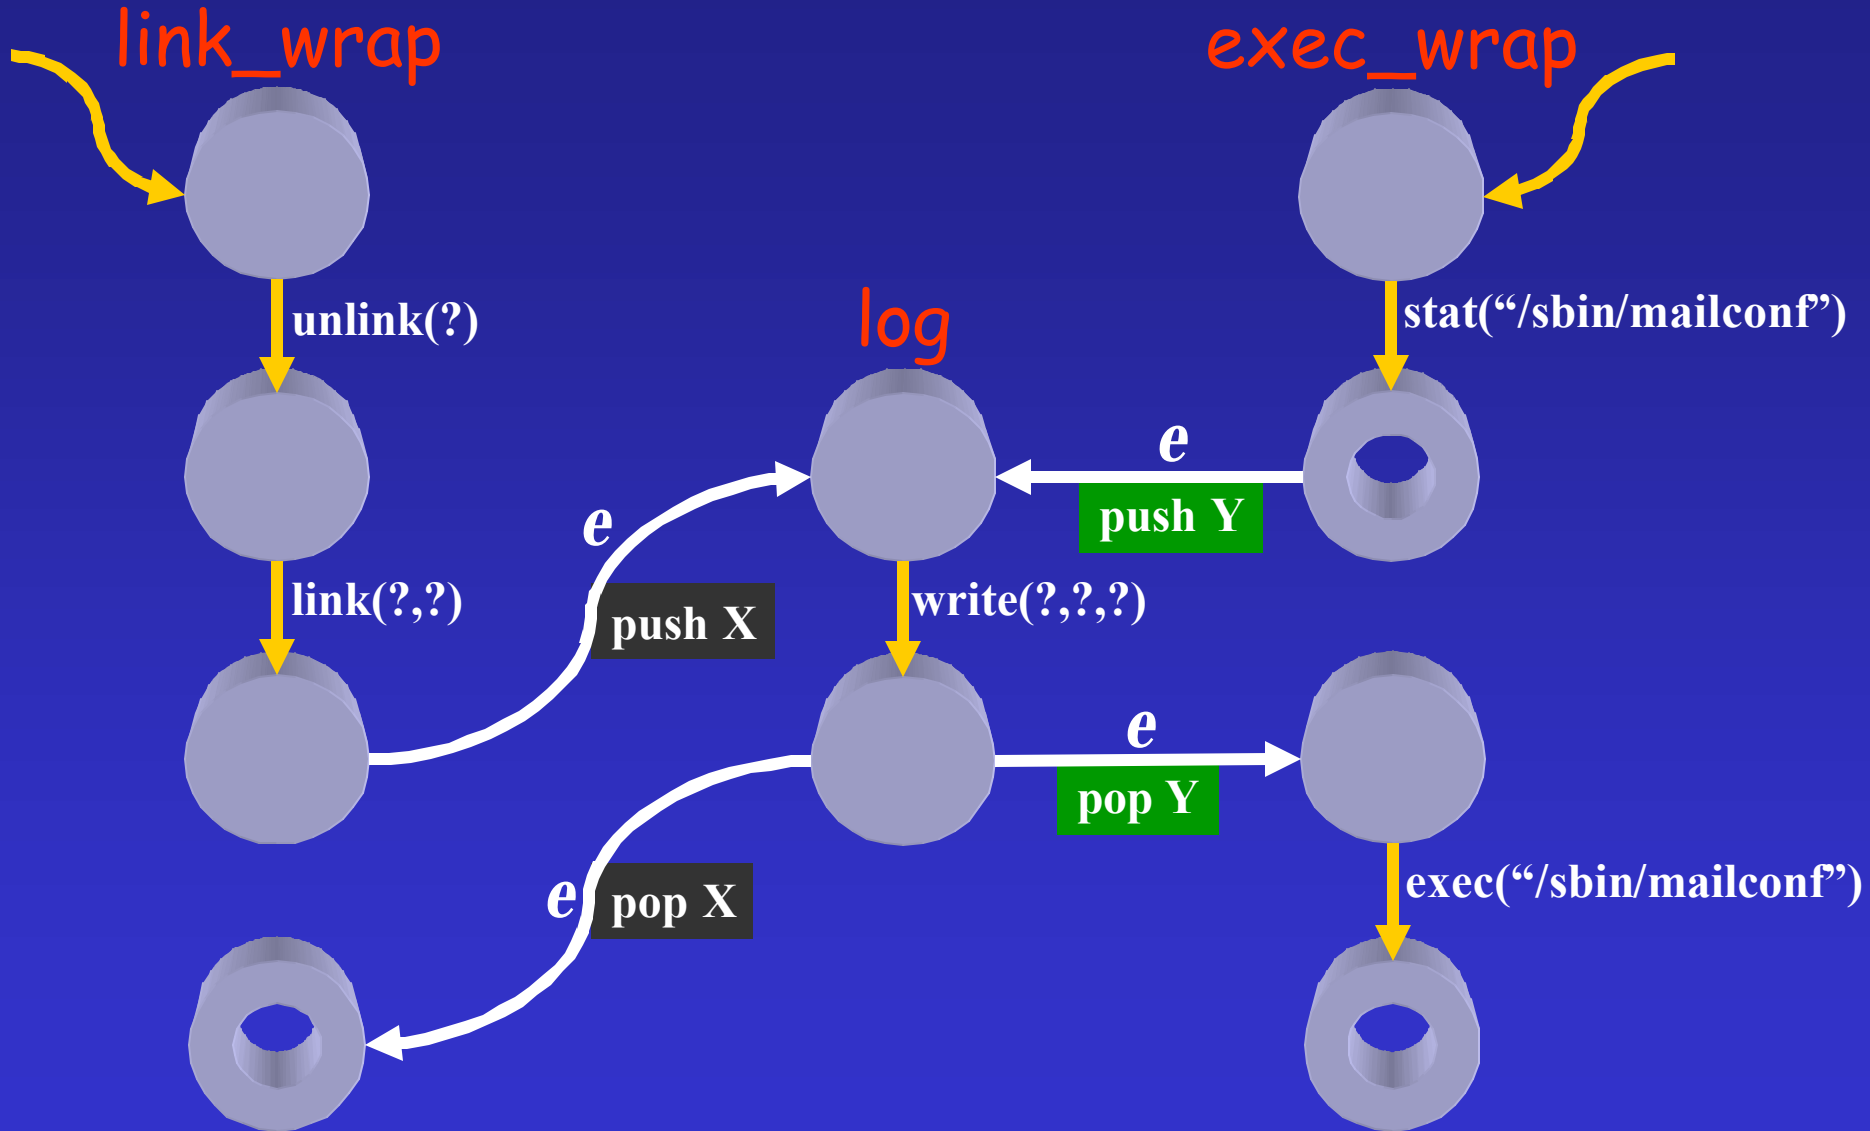 link_wrap
exec_wrap
unlink(?)
stat(“/sbin/mailconf”)
log
e
push Y
e
link(?,?)
push X
write(?,?,?)
e
pop Y
e
pop X
exec(“/sbin/mailconf”)